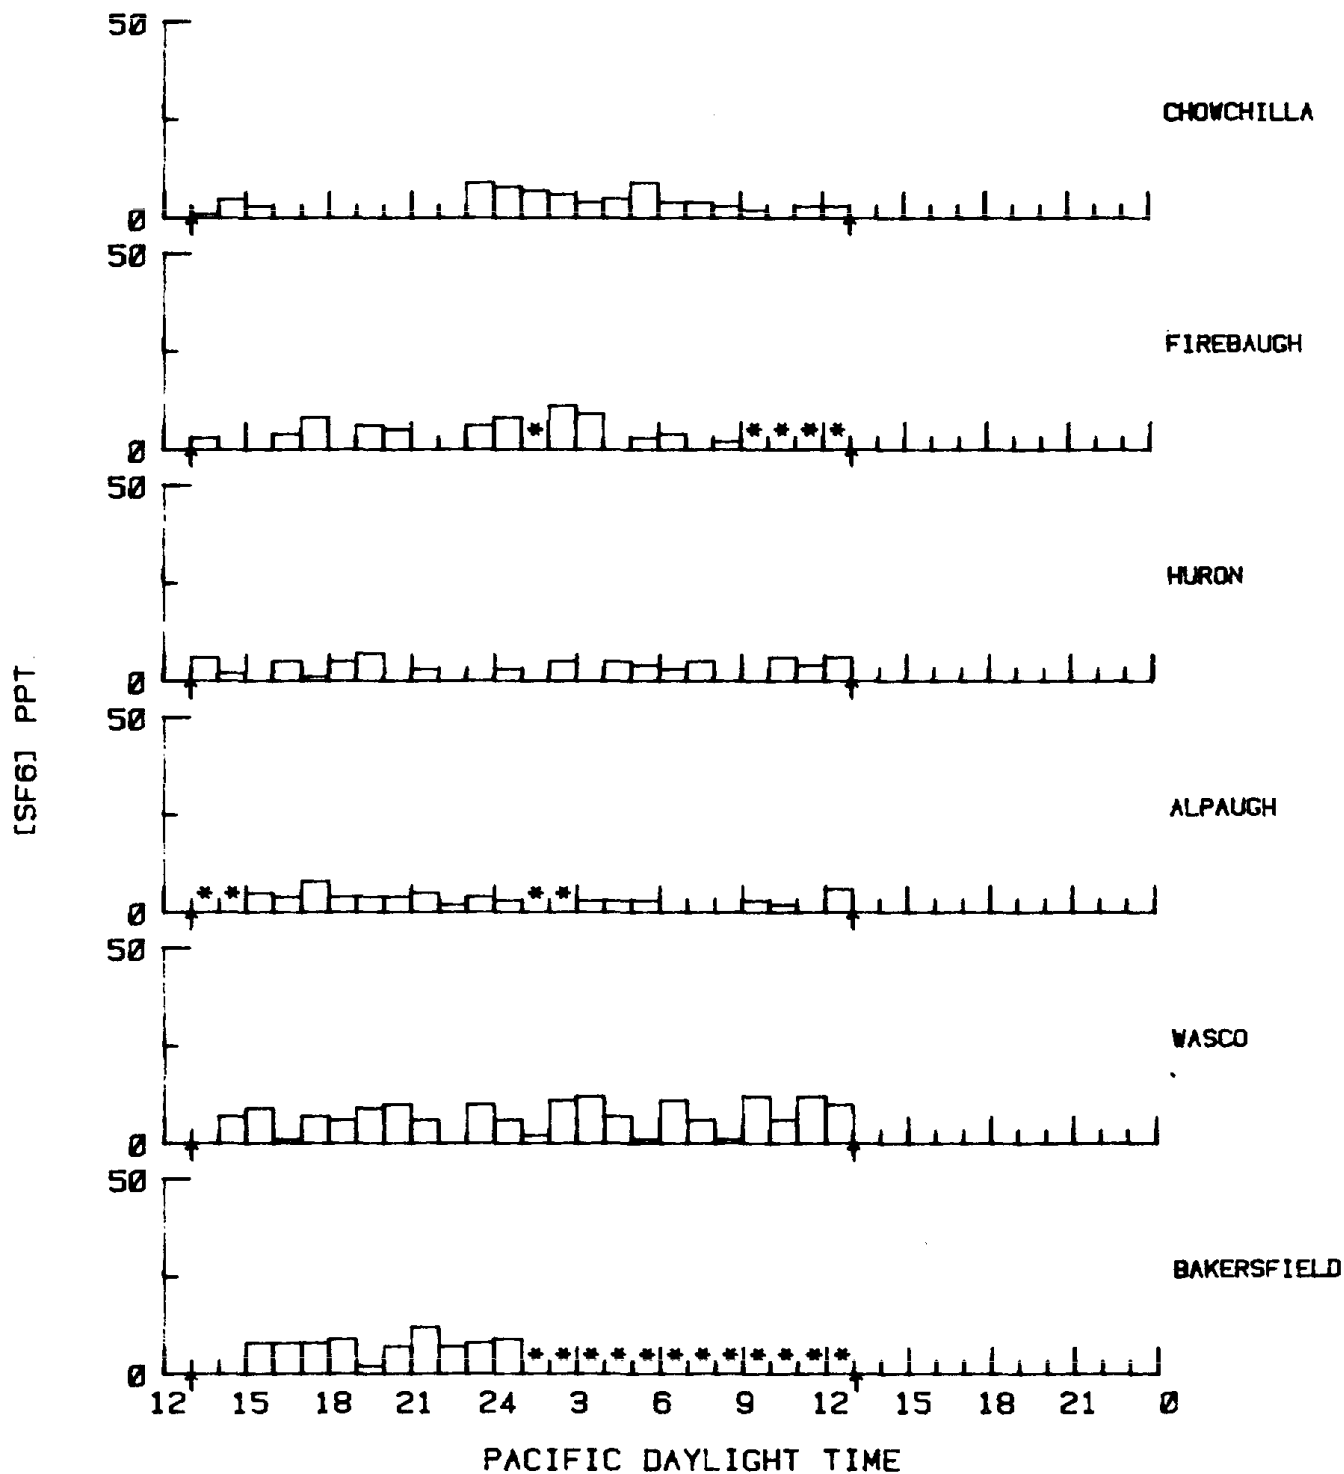 50
CHOWCHILLA
0
50
FIREBAUGH
* * * * *
0
50
HURON
0
[SF6] PPT
50
ALPAUGH
* * * *
0
50
WASCO
0
50
BAKERSFIELD
* * * * * * * * * * * *
0
12 15 18 21 24 3 6 9 12 15 18 21 0
PACIFIC DAYLIGHT TIME